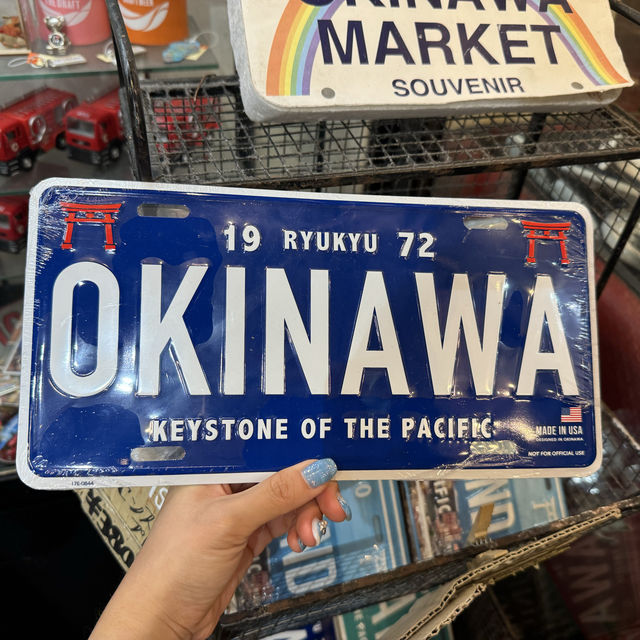 OKINAWA
MARKET
SOUVENIR
19 RYUKYU 72
OKINAWA
KEYSTONE OF THE PACIFIC
MADE IN USA
DESIGNED IN OKINAWA
NOT FOR OFFICIAL USE